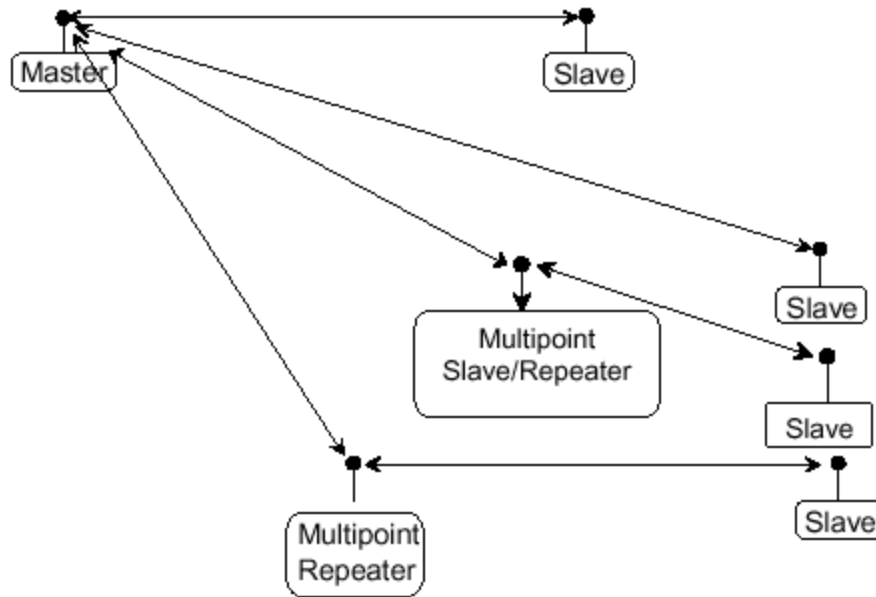 Master
Slave
Slave
Multipoint
Slave/Repeater
Slave
Slave
Multipoint
Repeater